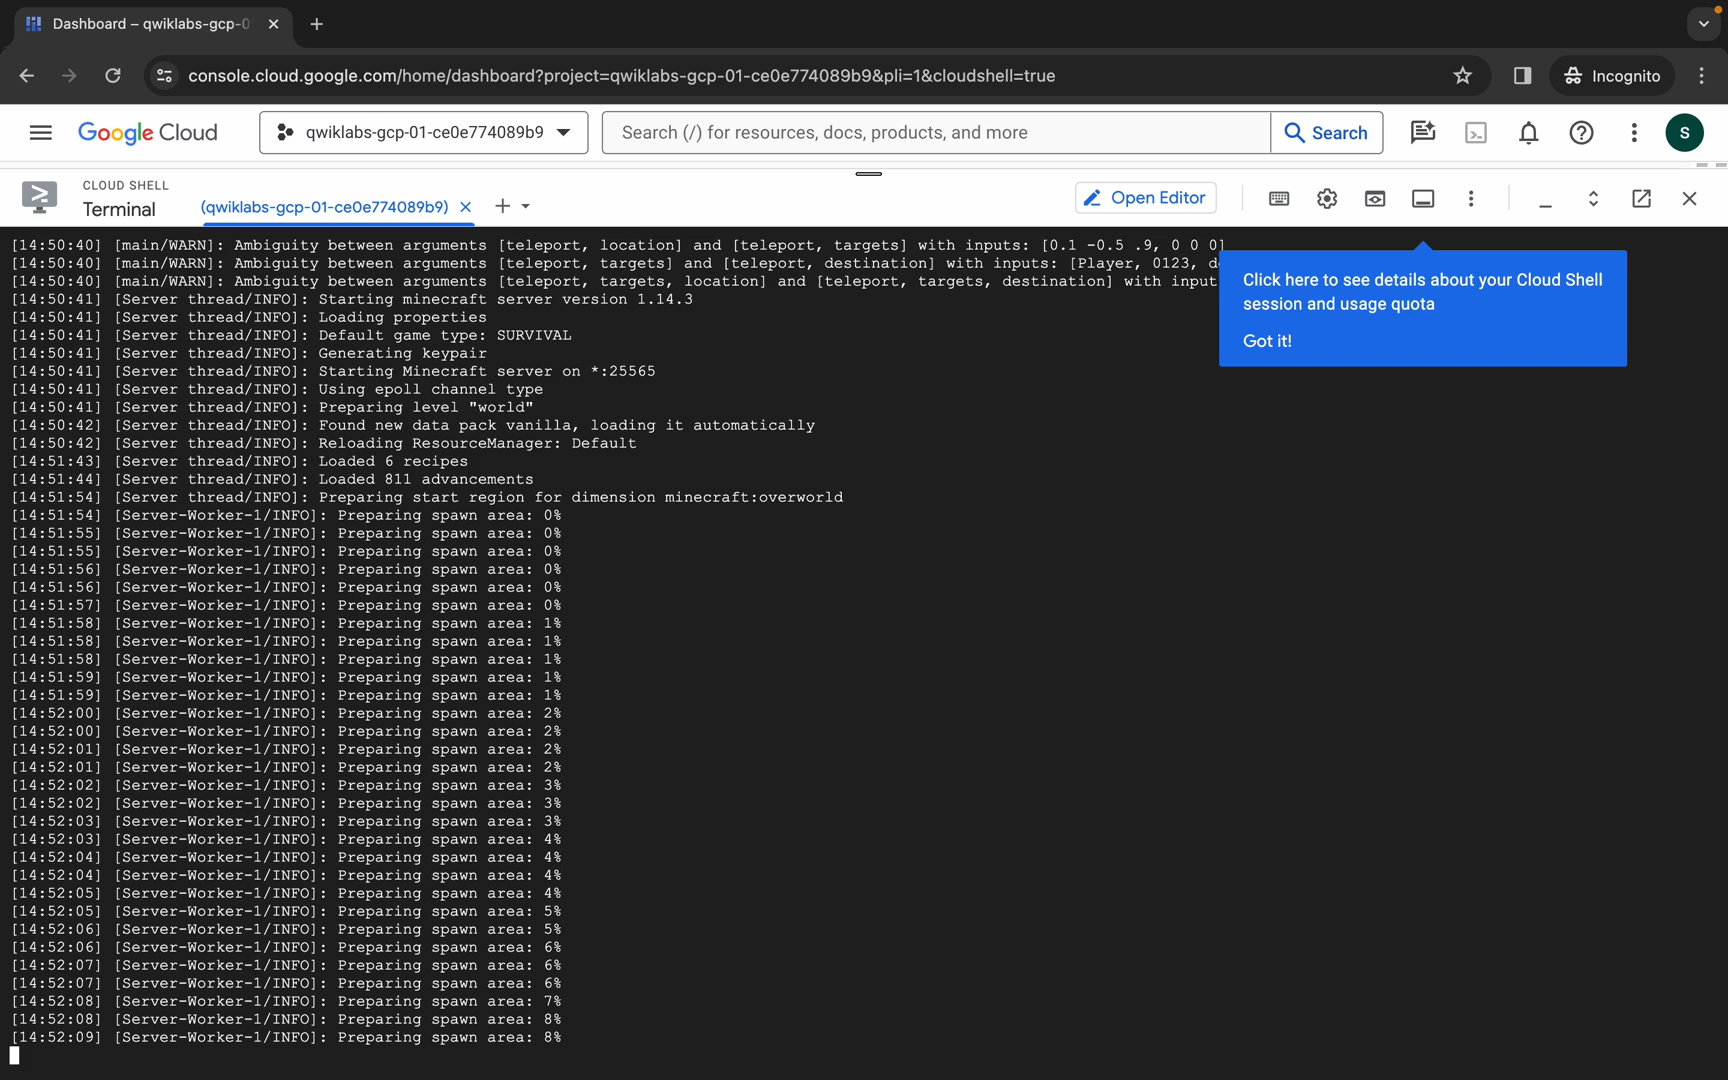 Dashboard – qwiklabs-gcp-0
console.cloud.google.com/home/dashboard?project=qwiklabs-gcp-01-ce0e774089b9&pli=1&cloudshell=true
Incognito
Google Cloud
qwiklabs-gcp-01-ce0e774089b9
Search (/) for resources, docs, products, and more
Search
S
CLOUD SHELL
Terminal
(qwiklabs-gcp-01-ce0e774089b9)
Open Editor
[14:50:40] [main/WARN]: Ambiguity between arguments [teleport, location] and [teleport, targets] with inputs: [0.1 -0.5 .9, 0 0 0]
[14:50:40] [main/WARN]: Ambiguity between arguments [teleport, targets] and [teleport, destination] with inputs: [Player, 0123, d
[14:50:40] [main/WARN]: Ambiguity between arguments [teleport, targets, location] and [teleport, targets, destination] with input
[14:50:41] [Server thread/INFO]: Starting minecraft server version 1.14.3
[14:50:41] [Server thread/INFO]: Loading properties
[14:50:41] [Server thread/INFO]: Default game type: SURVIVAL
[14:50:41] [Server thread/INFO]: Generating keypair
[14:50:41] [Server thread/INFO]: Starting Minecraft server on *:25565
[14:50:41] [Server thread/INFO]: Using epoll channel type
[14:50:41] [Server thread/INFO]: Preparing level "world"
[14:50:42] [Server thread/INFO]: Found new data pack vanilla, loading it automatically
[14:50:42] [Server thread/INFO]: Reloading ResourceManager: Default
[14:51:43] [Server thread/INFO]: Loaded 6 recipes
[14:51:44] [Server thread/INFO]: Loaded 811 advancements
[14:51:54] [Server thread/INFO]: Preparing start region for dimension minecraft:overworld
[14:51:54] [Server-Worker-1/INFO]: Preparing spawn area: 0%
[14:51:55] [Server-Worker-1/INFO]: Preparing spawn area: 0%
[14:51:55] [Server-Worker-1/INFO]: Preparing spawn area: 0%
[14:51:56] [Server-Worker-1/INFO]: Preparing spawn area: 0%
[14:51:56] [Server-Worker-1/INFO]: Preparing spawn area: 0%
[14:51:57] [Server-Worker-1/INFO]: Preparing spawn area: 0%
[14:51:58] [Server-Worker-1/INFO]: Preparing spawn area: 1%
[14:51:58] [Server-Worker-1/INFO]: Preparing spawn area: 1%
[14:51:58] [Server-Worker-1/INFO]: Preparing spawn area: 1%
[14:51:59] [Server-Worker-1/INFO]: Preparing spawn area: 1%
[14:51:59] [Server-Worker-1/INFO]: Preparing spawn area: 1%
[14:52:00] [Server-Worker-1/INFO]: Preparing spawn area: 2%
[14:52:00] [Server-Worker-1/INFO]: Preparing spawn area: 2%
[14:52:01] [Server-Worker-1/INFO]: Preparing spawn area: 2%
[14:52:01] [Server-Worker-1/INFO]: Preparing spawn area: 2%
[14:52:02] [Server-Worker-1/INFO]: Preparing spawn area: 3%
[14:52:02] [Server-Worker-1/INFO]: Preparing spawn area: 3%
[14:52:03] [Server-Worker-1/INFO]: Preparing spawn area: 3%
[14:52:03] [Server-Worker-1/INFO]: Preparing spawn area: 4%
[14:52:04] [Server-Worker-1/INFO]: Preparing spawn area: 4%
[14:52:04] [Server-Worker-1/INFO]: Preparing spawn area: 4%
[14:52:05] [Server-Worker-1/INFO]: Preparing spawn area: 4%
[14:52:05] [Server-Worker-1/INFO]: Preparing spawn area: 5%
[14:52:06] [Server-Worker-1/INFO]: Preparing spawn area: 5%
[14:52:06] [Server-Worker-1/INFO]: Preparing spawn area: 6%
[14:52:07] [Server-Worker-1/INFO]: Preparing spawn area: 6%
[14:52:07] [Server-Worker-1/INFO]: Preparing spawn area: 6%
[14:52:08] [Server-Worker-1/INFO]: Preparing spawn area: 7%
[14:52:08] [Server-Worker-1/INFO]: Preparing spawn area: 8%
[14:52:09] [Server-Worker-1/INFO]: Preparing spawn area: 8%
Click here to see details about your Cloud Shell
session and usage quota
Got it!